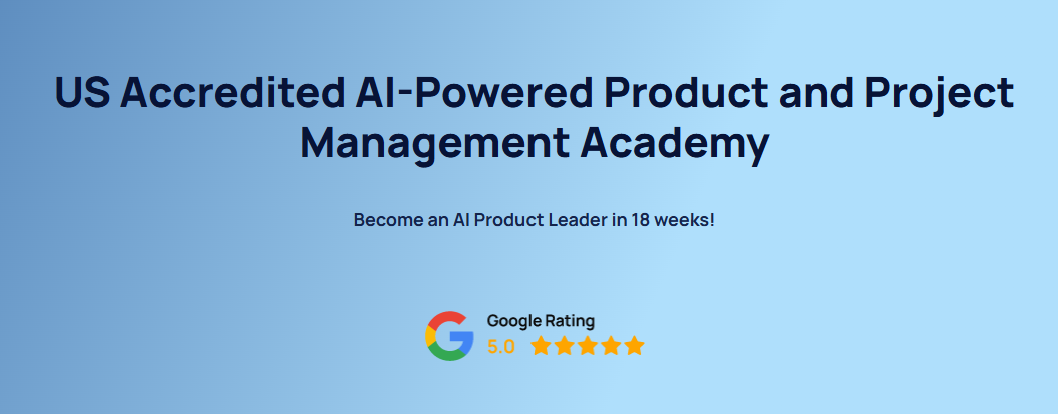 US Accredited AI-Powered Product and Project
Management Academy
Become an AI Product Leader in 18 weeks!
Google Rating
5.0